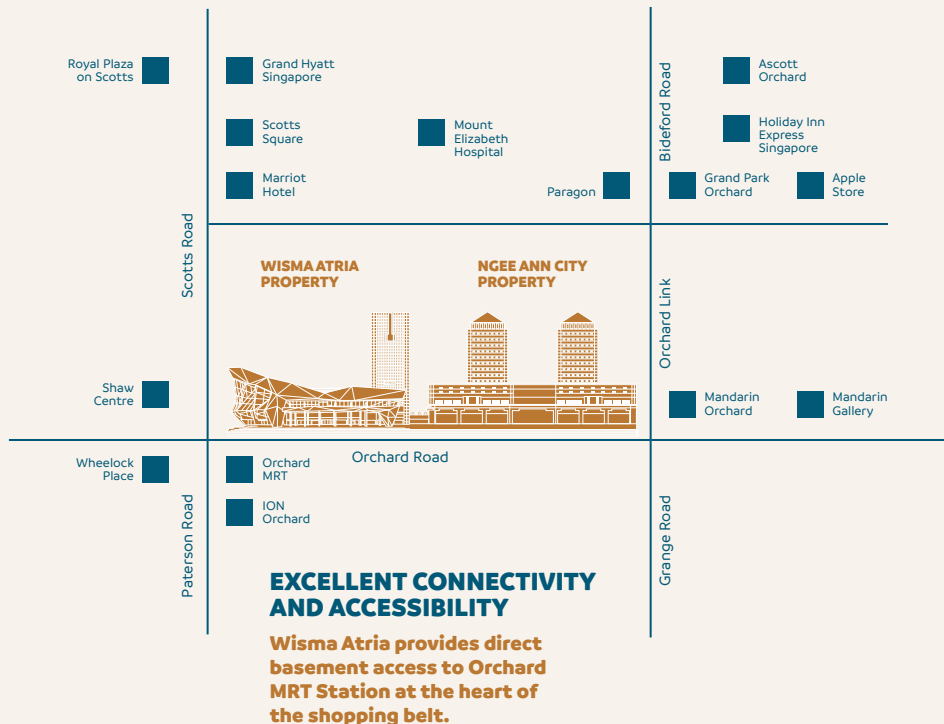 Royal Plaza
on Scotts
Grand Hyatt
Singapore
Ascott
Orchard
Bideford Road
Scotts
Square
Mount
Elizabeth
Hospital
Holiday Inn
Express
Singapore
Marriot
Hotel
Paragon
Grand Park
Orchard
Apple
Store
Scotts Road
WISMA ATRIA
PROPERTY
NGEE ANN CITY
PROPERTY
Orchard Link
Shaw
Centre
Mandarin
Orchard
Mandarin
Gallery
Orchard Road
Wheelock
Place
Orchard
MRT
ION
Orchard
Paterson Road
Grange Road
EXCELLENT CONNECTIVITY
AND ACCESSIBILITY
Wisma Atria provides direct
basement access to Orchard
MRT Station at the heart of
the shopping belt.